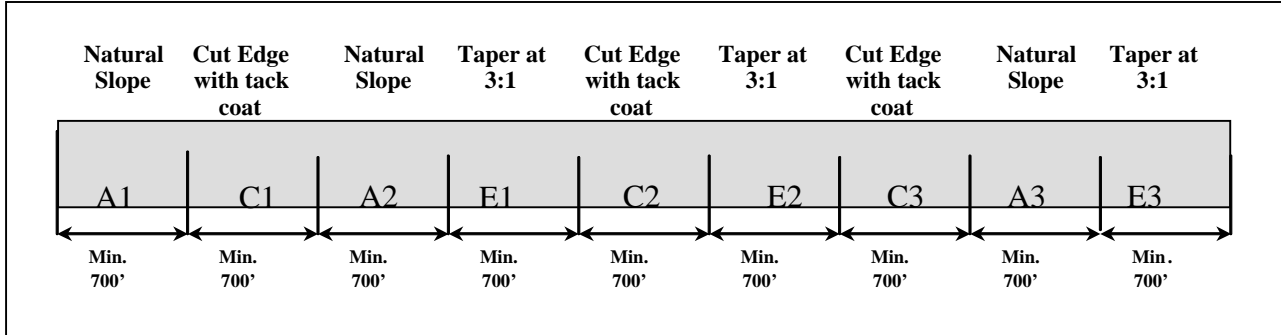 Natural
Slope
Cut Edge
with tack
coat
Natural
Slope
Taper at
3:1
Cut Edge
with tack
coat
Taper at
3:1
Cut Edge
with tack
coat
Natural
Slope
Taper at
3:1
A1
C1
A2
E1
C2
E2
C3
A3
E3
Min.
700’
Min.
700’
Min.
700’
Min.
700’
Min.
700’
Min.
700’
Min.
700’
Min.
700’
Min.
700’